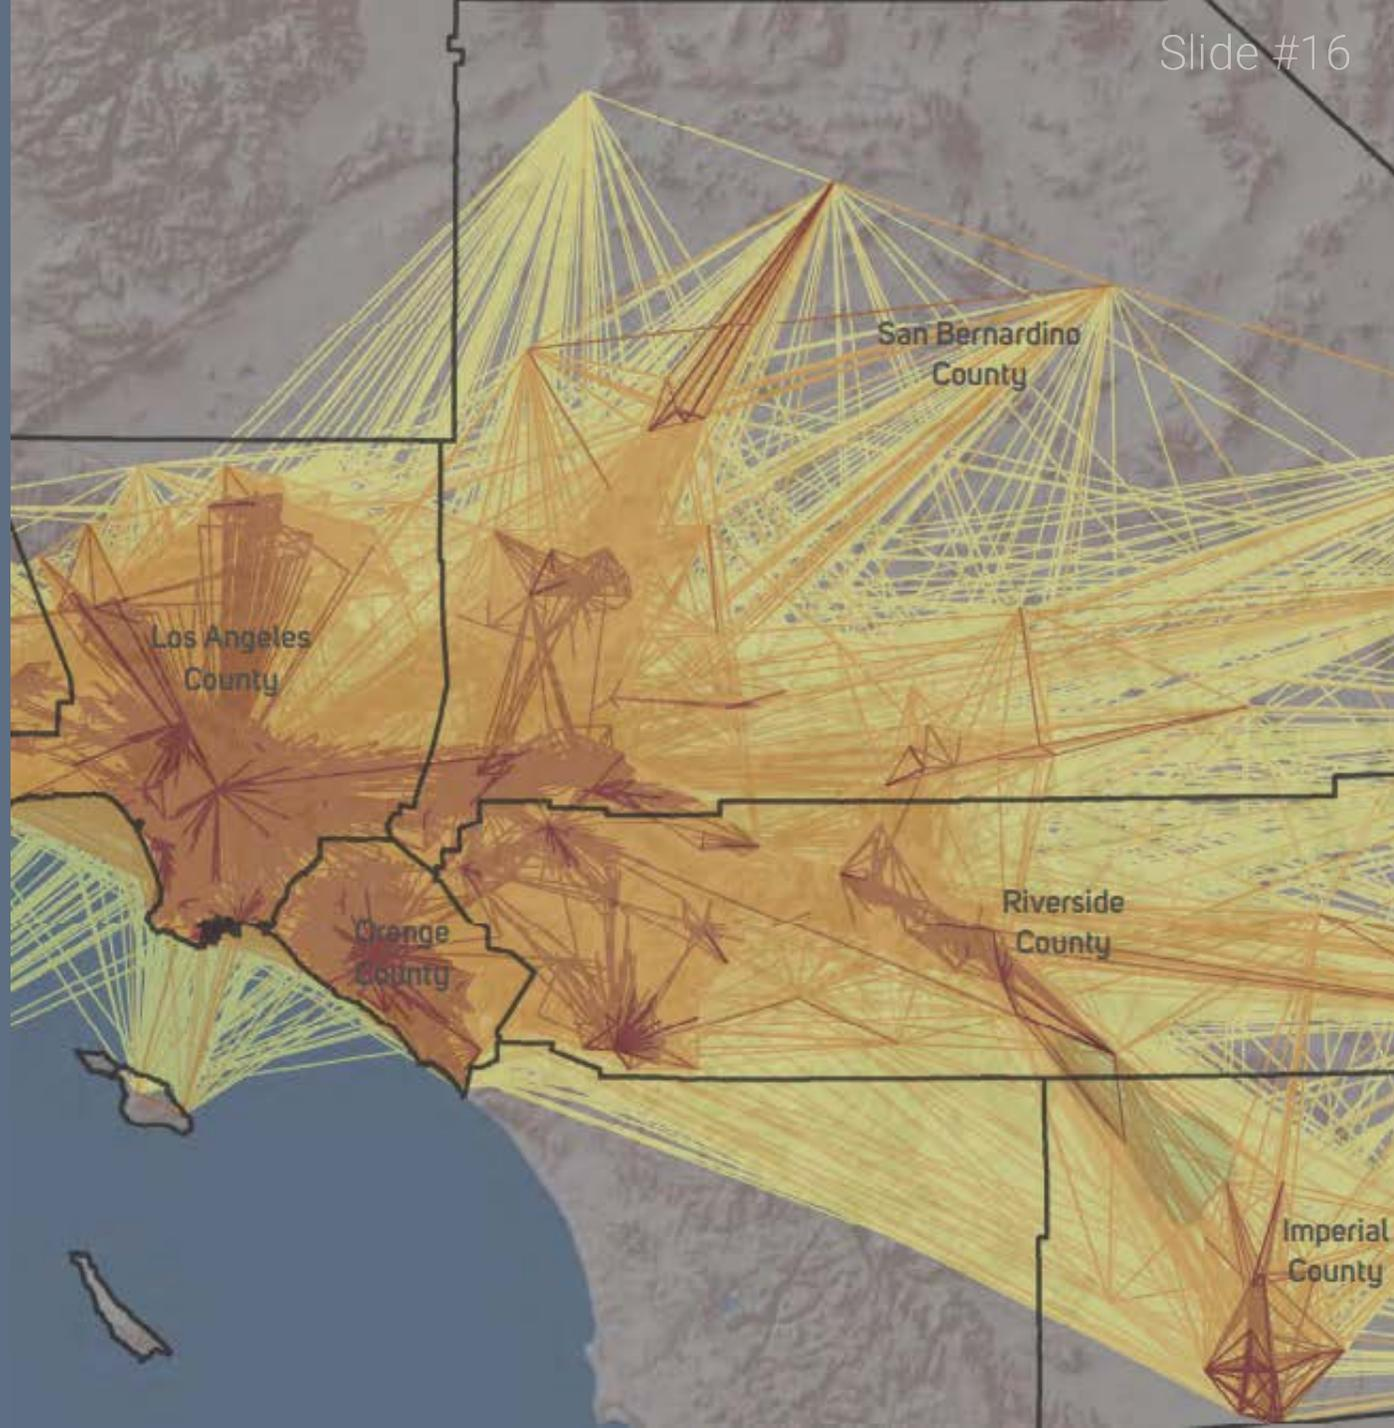 Slide #16
San Bernardino
County
Los Angeles
County
Riverside
County
Orange
County
Imperial
County